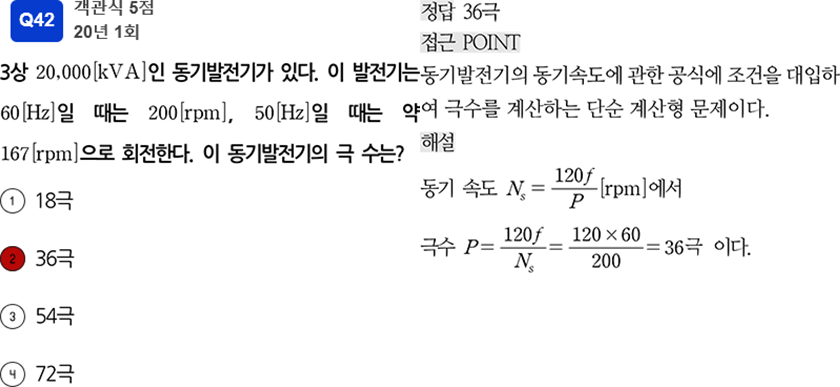 Q42
객관식 5점
20년 1회
3상 20,000[kVA]인 동기발전기가 있다. 이 발전기는
60[Hz]일 때는 200[rpm], 50[Hz]일 때는 약
167[rpm]으로 회전한다. 이 동기발전기의 극 수는?
1 18극
2 36극
3 54극
4 72극
정답 36극
접근 POINT
동기발전기의 동기속도에 관한 공식에 조건을 대입하
여 극수를 계산하는 단순 계산형 문제이다.
해설
동기 속도 N_s = 120f/P [rpm]에서
극수 P = 120f/N_s = 120×60/200 = 36극 이다.